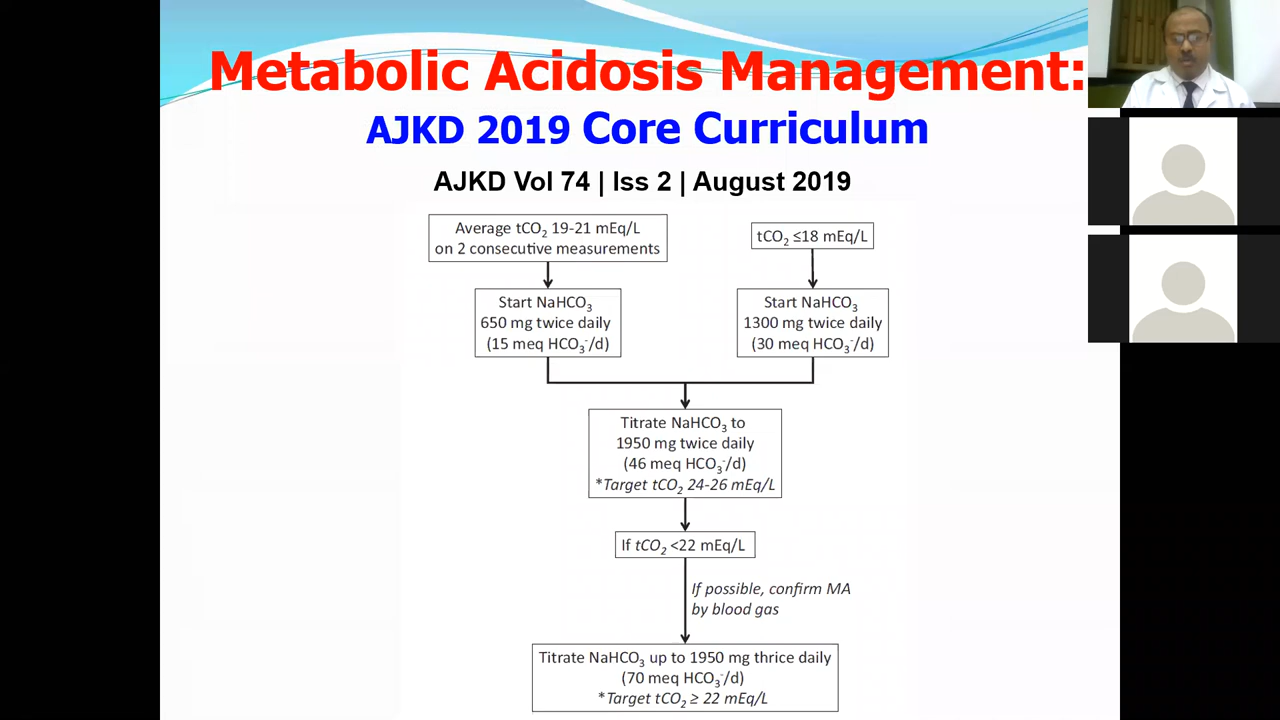 Metabolic Acidosis Management:
AJKD 2019 Core Curriculum
AJKD Vol 74 | Iss 2 | August 2019
Average tCO₂ 19-21 mEq/L
on 2 consecutive measurements
tCO₂ ≤18 mEq/L
Start NaHCO₃
650 mg twice daily
(15 meq HCO₃⁻/d)
Start NaHCO₃
1300 mg twice daily
(30 meq HCO₃⁻/d)
Titrate NaHCO₃ to
1950 mg twice daily
(46 meq HCO₃⁻/d)
*Target tCO₂ 24-26 mEq/L
If tCO₂ <22 mEq/L
If possible, confirm MA
by blood gas
Titrate NaHCO₃ up to 1950 mg thrice daily
(70 meq HCO₃⁻/d)
*Target tCO₂ ≥ 22 mEq/L